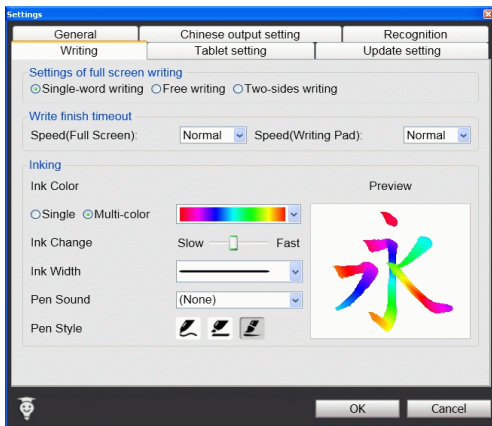 Settings
General Chinese output setting Recognition
Writing Tablet setting Update setting
Settings of full screen writing
Single-word writing Free writing Two-sides writing
Write finish timeout
Speed(Full Screen): Normal Speed(Writing Pad): Normal
Inking
Ink Color Preview
Single Multi-color
Ink Change Slow Fast
Ink Width
Pen Sound (None)
Pen Style
永
OK Cancel